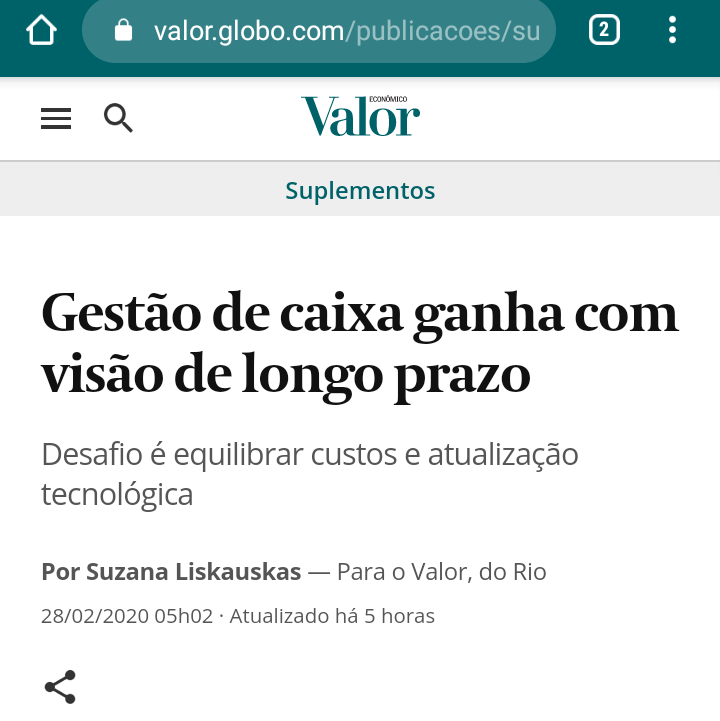 valor.globo.com/publicacoes/su
2
Valor ECONÔMICO
Suplementos
Gestão de caixa ganha com
visão de longo prazo
Desafio é equilibrar custos e atualização
tecnológica
Por Suzana Liskauskas — Para o Valor, do Rio
28/02/2020 05h02 · Atualizado há 5 horas